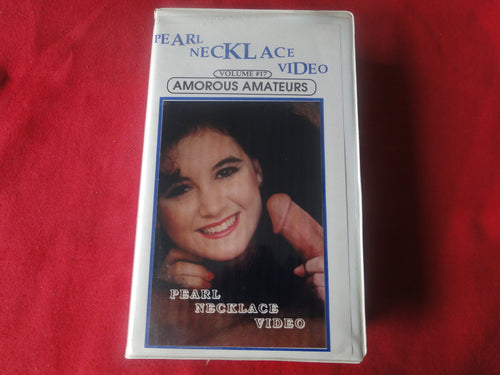 PEARL
NECKLACE
VIDEO
VOLUME #17
AMOROUS AMATEURS
PEARL
NECKLACE
VIDEO